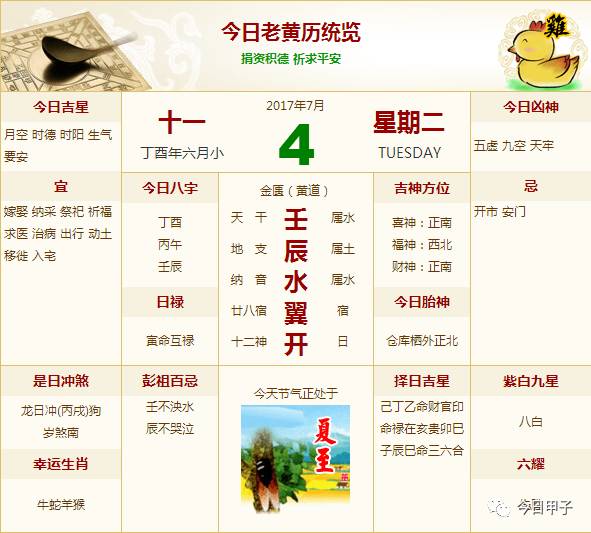 今日老黄历统览
捐资积德 祈求平安
雞
今日吉星
月空 时德 时阳 生气
要安
十一
丁酉年六月小
2017年7月
4
星期二
TUESDAY
今日凶神
五虚 九空 天牢
宜
嫁娶 纳采 祭祀 祈福
求医 治病 出行 动土
移徙 入宅
今日八字
丁酉
丙午
壬辰
日禄
寅命互禄
金匮（黄道）
天 干 壬 属水
地 支 辰 属土
纳 音 水 属水
廿八宿 翼 宿
十二神 开 日
吉神方位
喜神：正南
福神：西北
财神：正南
今日胎神
仓库栖外正北
忌
开市 安门
是日冲煞
龙日冲(丙戌)狗
岁煞南
幸运生肖
牛蛇羊猴
彭祖百忌
壬不泱水
辰不哭泣
今天节气正处于
夏至
择日吉星
己丁乙命财官印
命禄在亥贵卯巳
子辰巳命三六合
紫白九星
八白
六耀
今日甲子